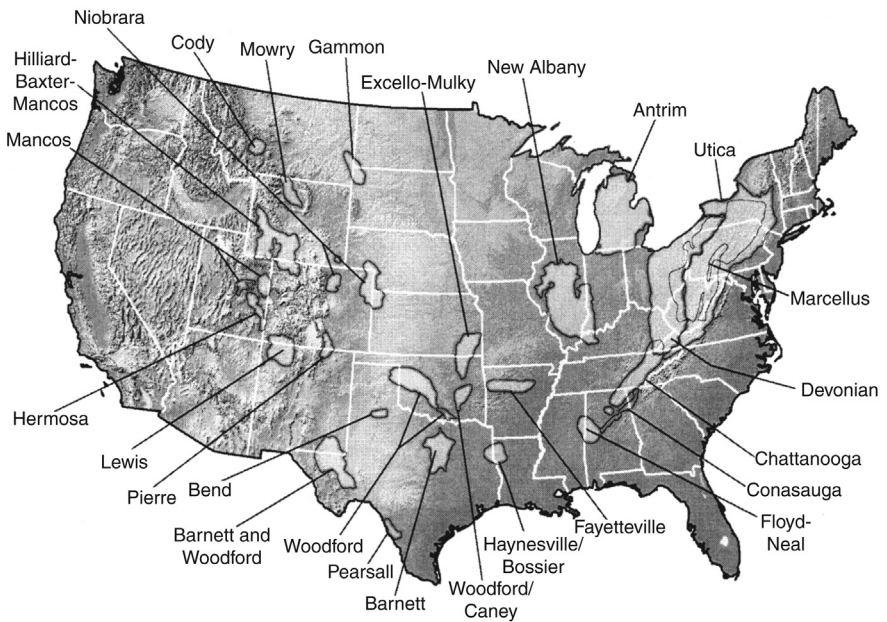 Niobrara
Cody
Mowry
Gammon
Hilliard-
Baxter-
Mancos
Excello-Mulky
New Albany
Antrim
Mancos
Utica
Marcellus
Devonian
Hermosa
Lewis
Chattanooga
Pierre
Bend
Conasauga
Barnett and
Woodford
Woodford
Fayetteville
Floyd-
Neal
Pearsall
Haynesville/
Bossier
Barnett
Woodford/
Caney